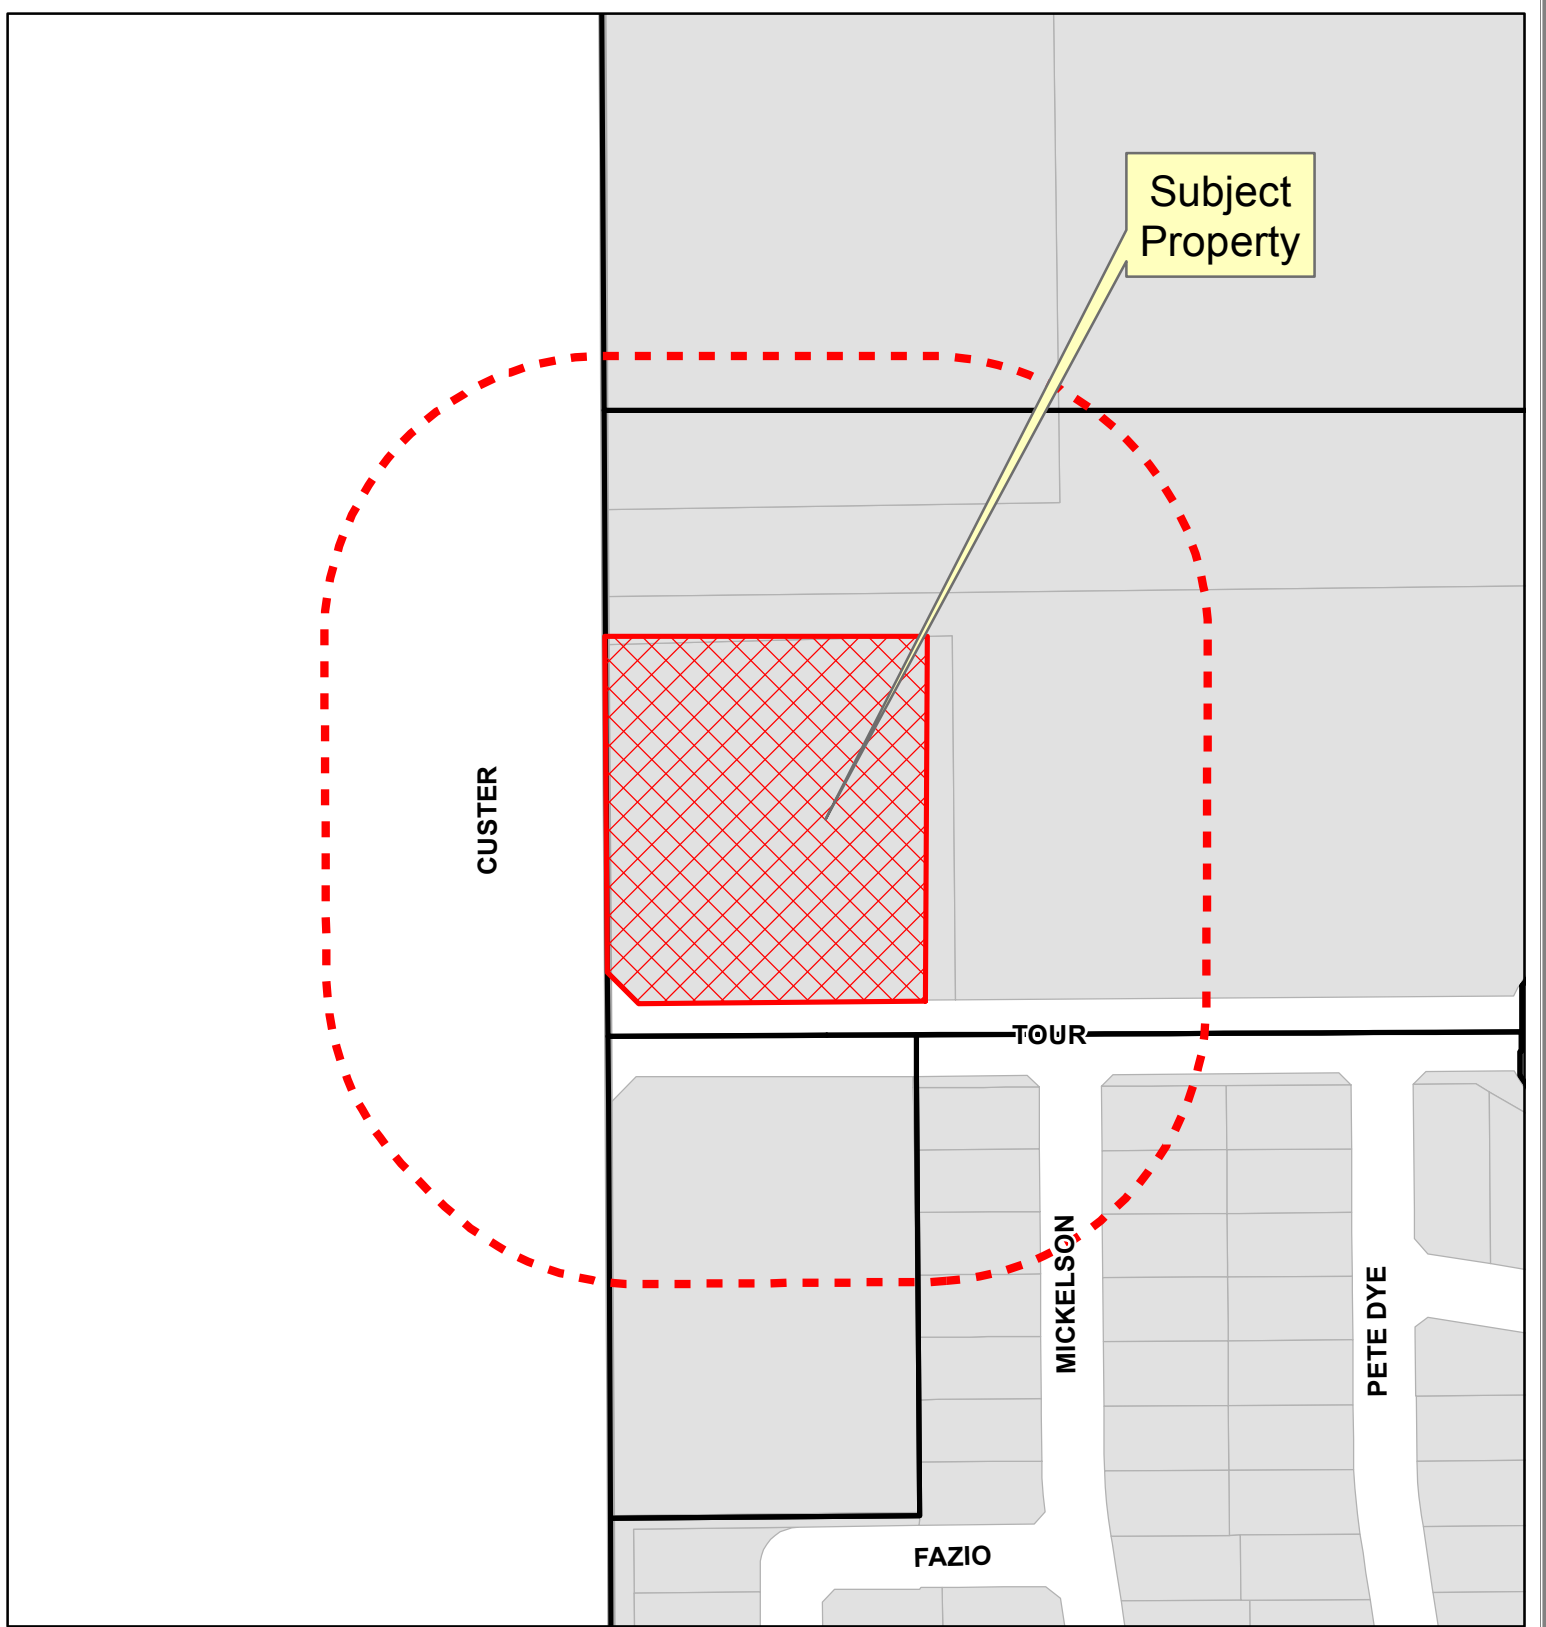 Subject
Property
CUSTER
TOUR
MICKELSON
PETE DYE
FAZIO